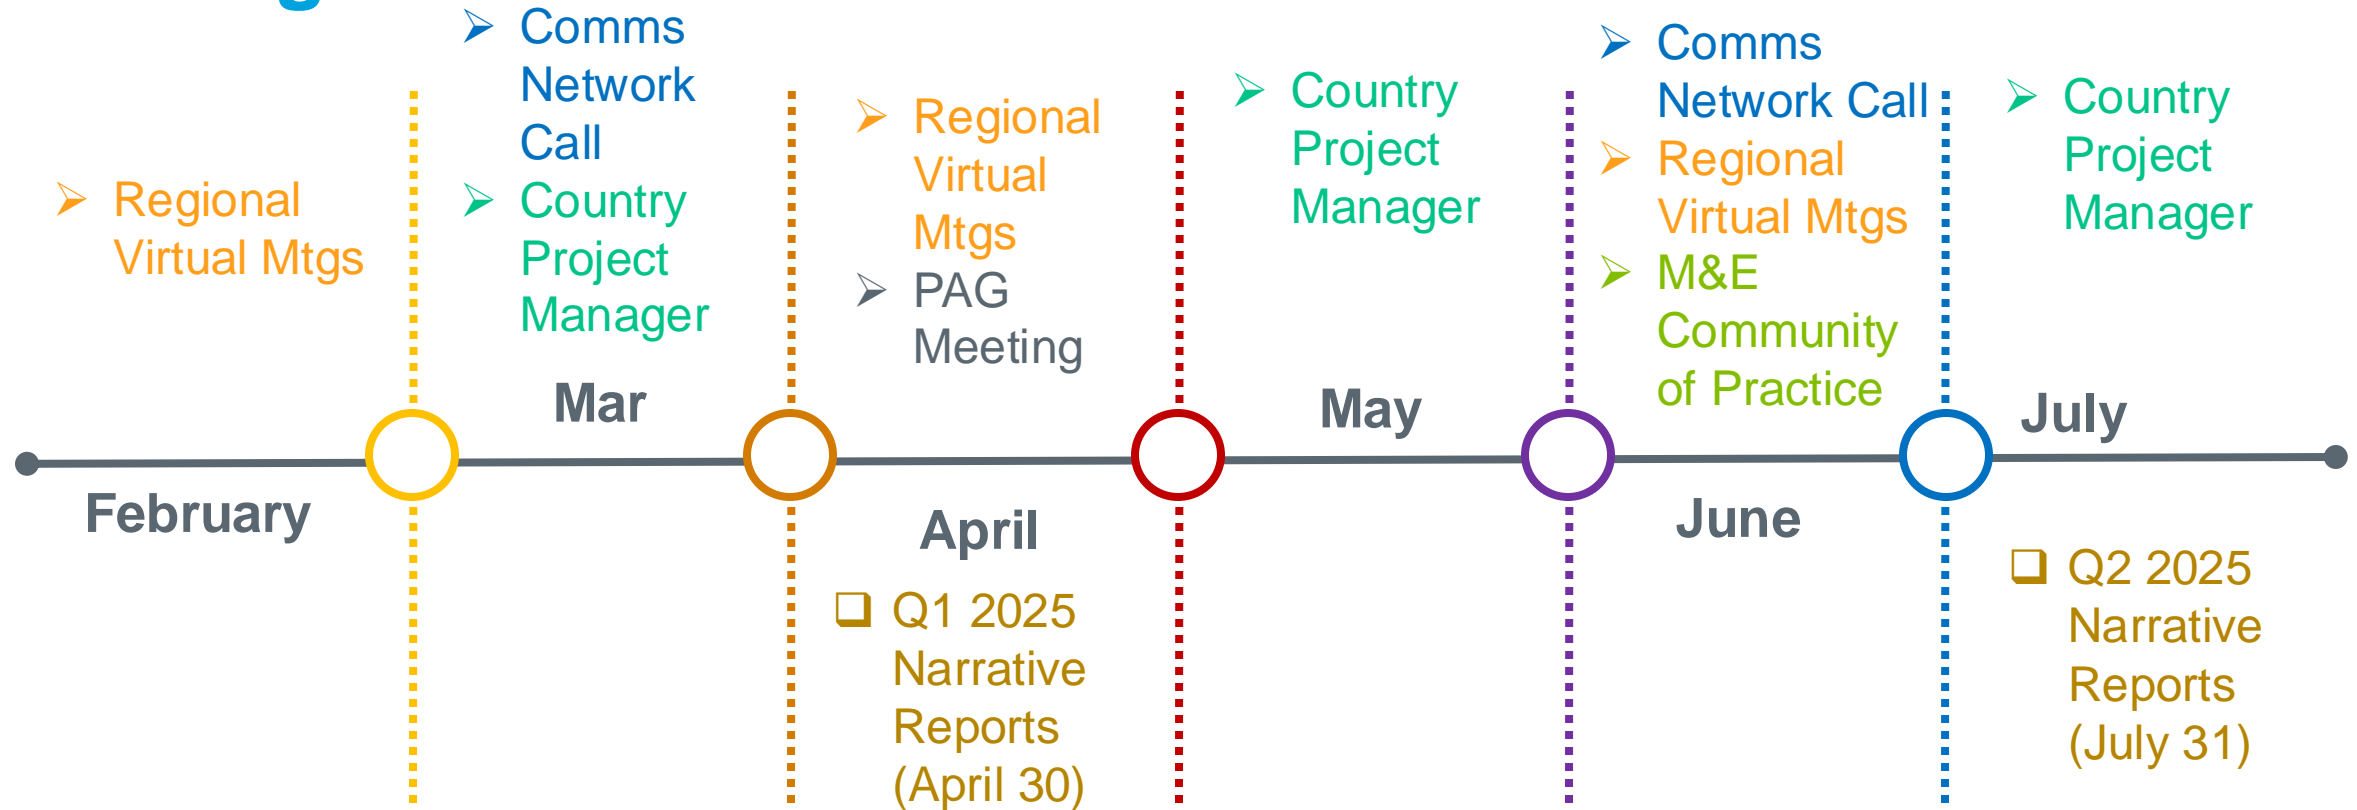 Regional
Virtual Mtgs
February
Comms
Network
Call
Country
Project
Manager
Mar
Regional
Virtual
Mtgs
PAG
Meeting
April
Q1 2025
Narrative
Reports
(April 30)
Country
Project
Manager
May
Comms
Network Call
Regional
Virtual Mtgs
M&E
Community
of Practice
June
Country
Project
Manager
July
Q2 2025
Narrative
Reports
(July 31)